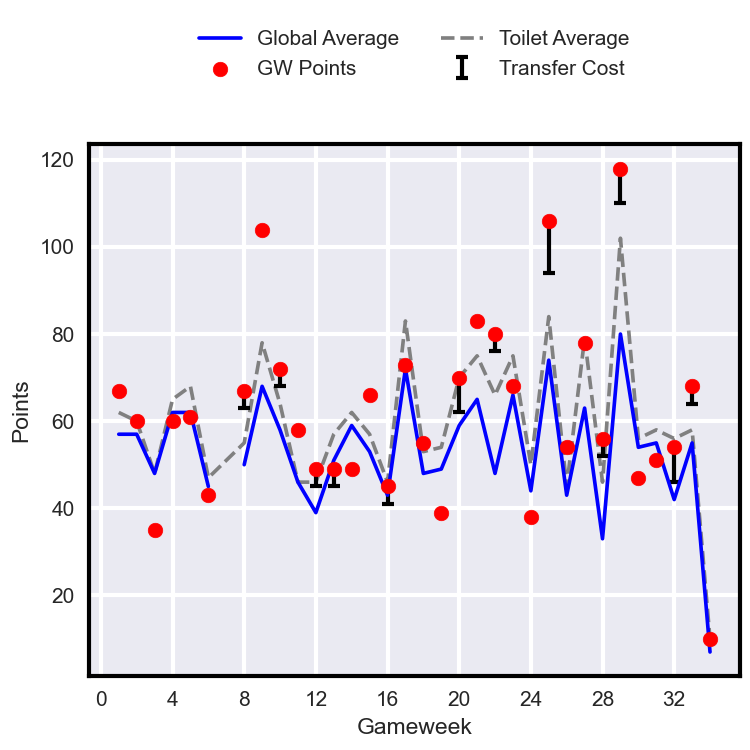 Global Average
GW Points
Toilet Average
Transfer Cost
120
100
80
60
40
20
Points
0 4 8 12 16 20 24 28 32
Gameweek